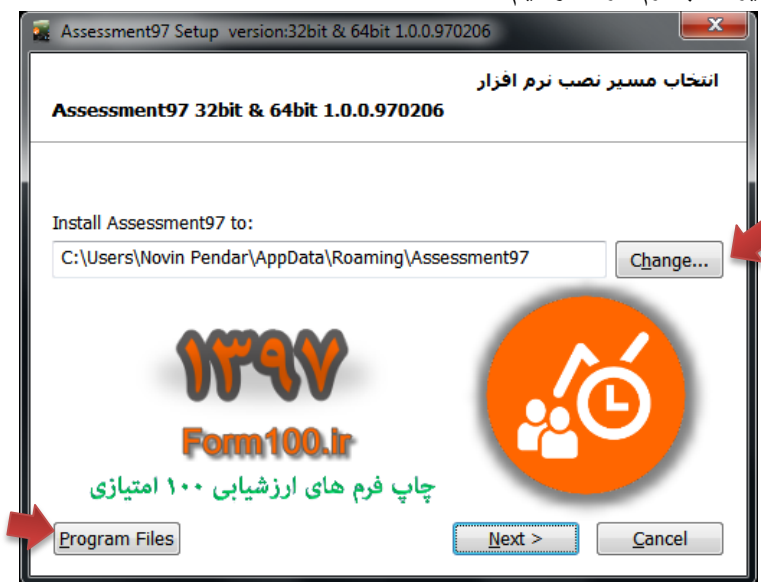 Assessment97 Setup version:32bit & 64bit 1.0.0.970206
انتخاب مسیر نصب نرم افزار
Assessment97 32bit & 64bit 1.0.0.970206
Install Assessment97 to:
C:\Users\Novin Pendar\AppData\Roaming\Assessment97
Change...
۱۳۹۷
Form100.ir
چاپ فرم های ارزشیابی ۱۰۰ امتیازی
Program Files
Next >
Cancel